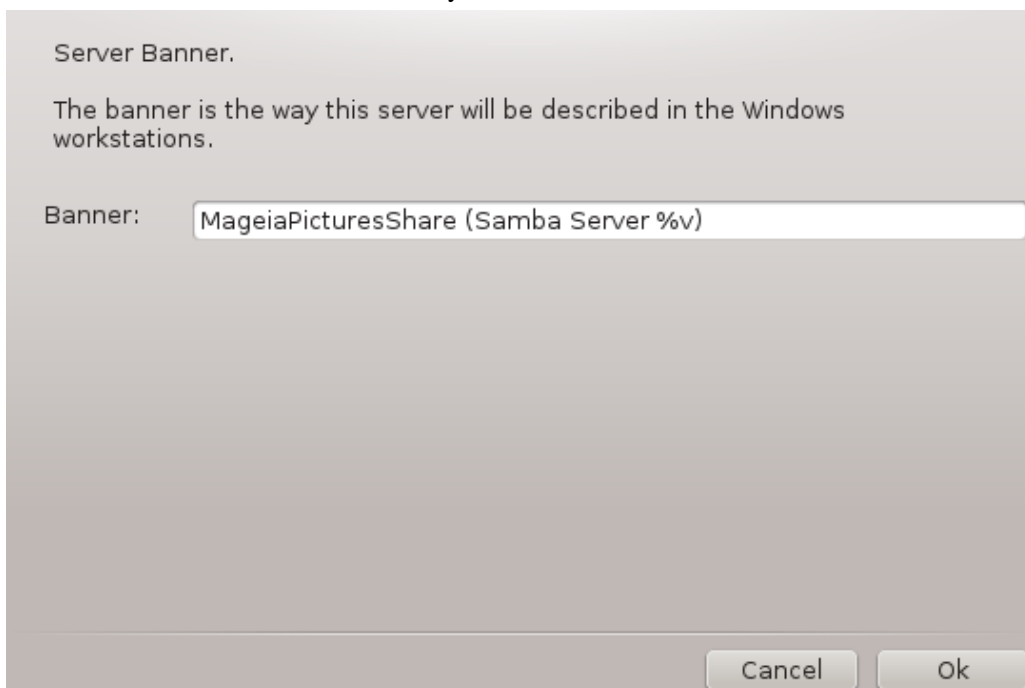 Server Banner.
The banner is the way this server will be described in the Windows
workstations.
Banner: MageiaPicturesShare (Samba Server %v)
Cancel Ok